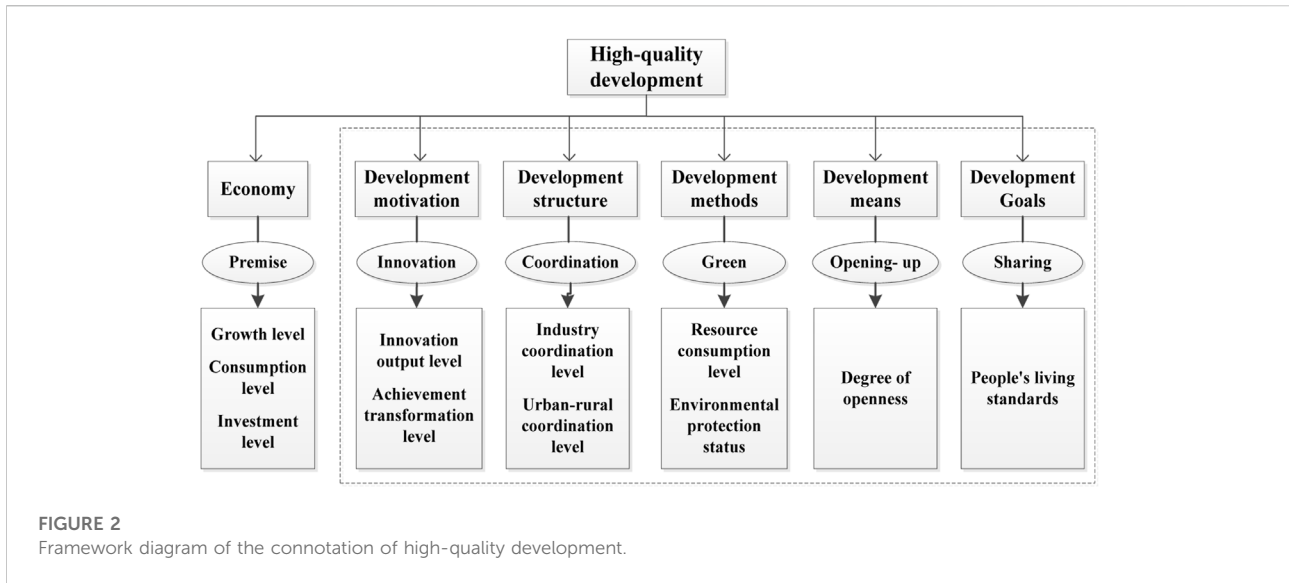 High-quality
development
Economy
Development
motivation
Development
structure
Development
methods
Development
means
Development
Goals
Premise
Innovation
Coordination
Green
Opening- up
Sharing
Growth level
Consumption
level
Investment
level
Innovation
output level
Achievement
transformation
level
Industry
coordination
level
Urban-rural
coordination
level
Resource
consumption
level
Environmental
protection
status
Degree of
openness
People's living
standards
FIGURE 2
Framework diagram of the connotation of high-quality development.